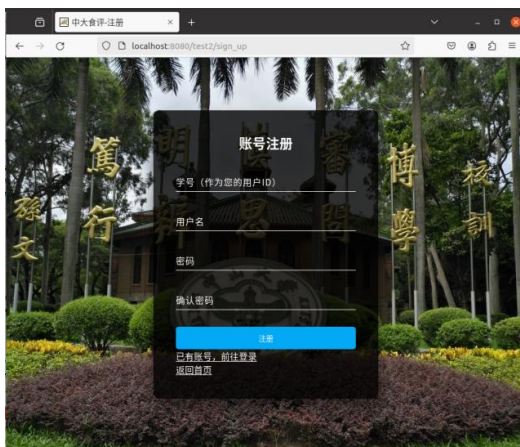 中大食评-注册
localhost:8080/test2/sign_up
账号注册
学号（作为您的用户ID）
用户名
密码
确认密码
注册
已有账号，前往登录
返回首页
孙文
笃行
明辨
慎思
審問
博學
校訓